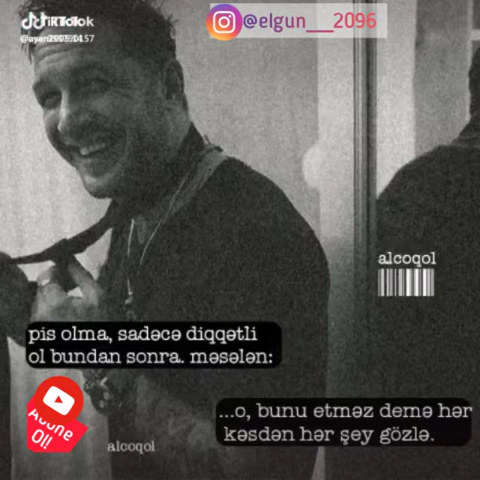 TikTok
@elgun___2096
alcoqol
pis olma, sadəcə diqqətli
ol bundan sonra. məsələn:
...o, bunu etməz demə hər
kəsdən hər şey gözlə.
Abunə
Ol!!
alcoqol